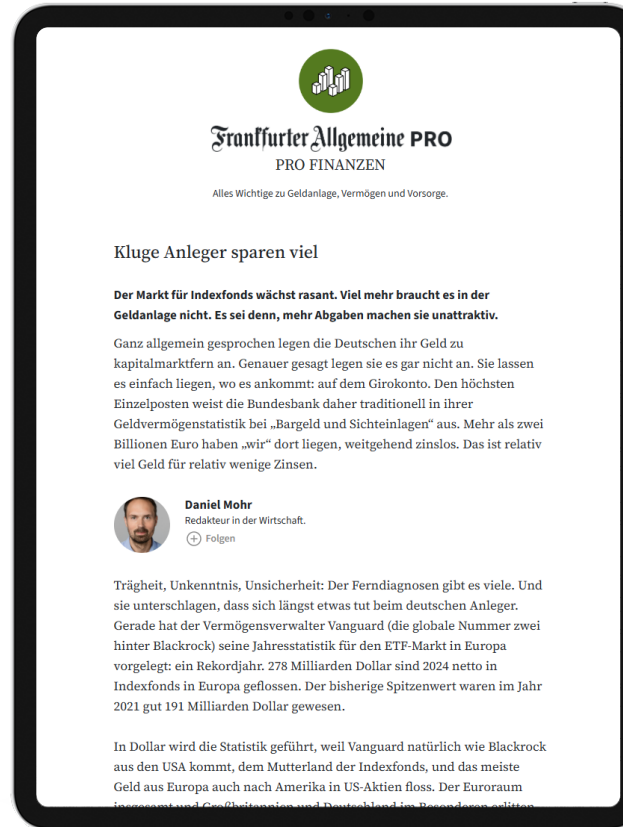 Frankfurter Allgemeine PRO
PRO FINANZEN
Alles Wichtige zu Geldanlage, Vermögen und Vorsorge.
Kluge Anleger sparen viel
Der Markt für Indexfonds wächst rasant. Viel mehr braucht es in der
Geldanlage nicht. Es sei denn, mehr Abgaben machen sie unattraktiv.
Ganz allgemein gesprochen legen die Deutschen ihr Geld zu
kapitalmarktfern an. Genauer gesagt legen sie es gar nicht an. Sie lassen
es einfach liegen, wo es ankommt: auf dem Girokonto. Den höchsten
Einzelposten weist die Bundesbank daher traditionell in ihrer
Geldvermögenstatistik bei „Bargeld und Sichteinlagen“ aus. Mehr als zwei
Billionen Euro haben „wir“ dort liegen, weitgehend zinslos. Das ist relativ
viel Geld für relativ wenige Zinsen.
Daniel Mohr
Redakteur in der Wirtschaft.
Folgen
Trägheit, Unkenntnis, Unsicherheit: Der Ferndiagnosen gibt es viele. Und
sie unterschlagen, dass sich längst etwas tut beim deutschen Anleger.
Gerade hat der Vermögensverwalter Vanguard (die globale Nummer zwei
hinter Blackrock) seine Jahresstatistik für den ETF-Markt in Europa
vorgelegt: ein Rekordjahr. 278 Milliarden Dollar sind 2024 netto in
Indexfonds in Europa geflossen. Der bisherige Spitzenwert waren im Jahr
2021 gut 191 Milliarden Dollar gewesen.
In Dollar wird die Statistik geführt, weil Vanguard natürlich wie Blackrock
aus den USA kommt, dem Mutterland der Indexfonds, und das meiste
Geld aus Europa auch nach Amerika in US-Aktien floss. Der Euroraum
insgesamt und Großbritannien und Deutschland im Besonderen erlitten